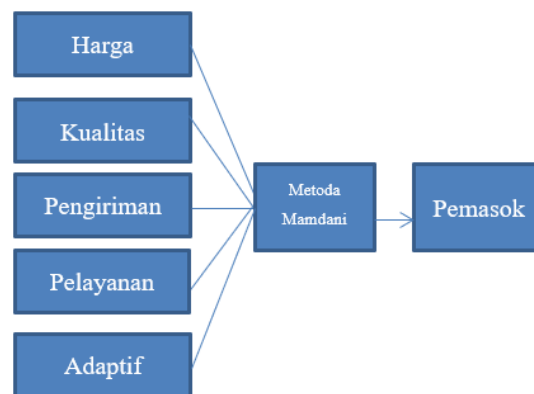 Harga
Kualitas
Pengiriman
Pelayanan
Adaptif
Metoda
Mamdani
Pemasok